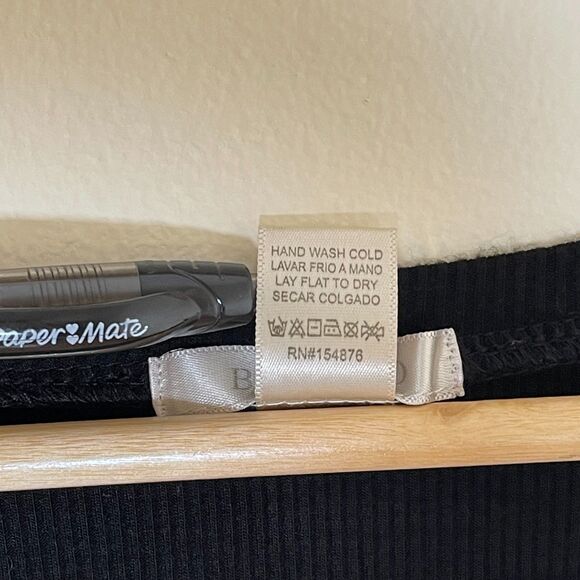 HAND WASH COLD
LAVAR FRIO A MANO
LAY FLAT TO DRY
SECAR COLGADO
RN#154876
PAPER Mate